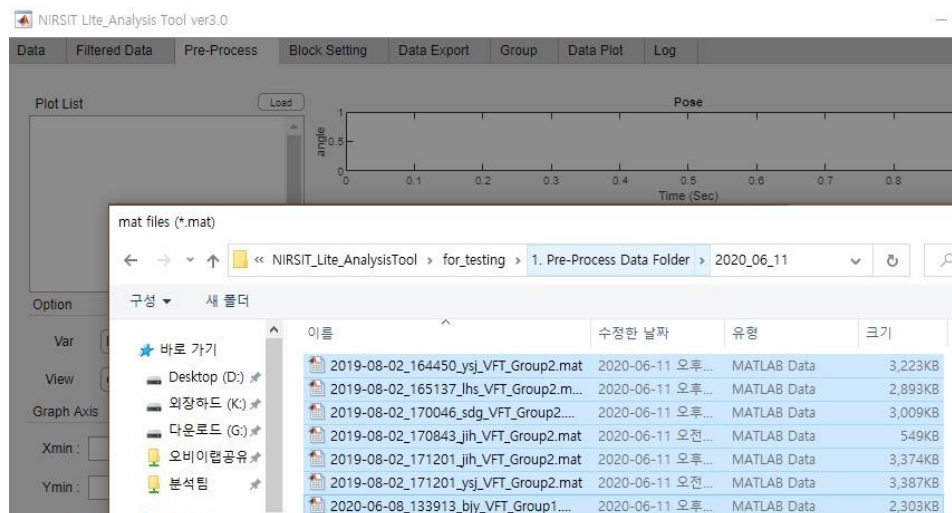 NIRSIT LIte_Analysis Tool ver3.0
Data Filtered Data Pre-Process Block Setting Data Export Group Data Plot Log
Plot List Load
Pose
angle
1
0.5
0
0 0.1 0.2 0.3 0.4 0.5 0.6 0.7 0.8
Time (Sec)
mat files (*.mat)
« NIRSIT_Lite_AnalysisTool › for_testing › 1. Pre-Process Data Folder › 2020_06_11
구성 새 폴더
Option
Var
View
Graph Axis
Xmin :
Ymin :
바로 가기
Desktop (D:)
외장하드 (K:)
다운로드 (G:)
오비이랩공유
분석팀
이름 수정한 날짜 유형 크기
2019-08-02_164450_ysj_VFT_Group2.mat 2020-06-11 오후... MATLAB Data 3,223KB
2019-08-02_165137_lhs_VFT_Group2.m... 2020-06-11 오후... MATLAB Data 2,893KB
2019-08-02_170046_sdg_VFT_Group2.... 2020-06-11 오후... MATLAB Data 3,009KB
2019-08-02_170843_jih_VFT_Group2.mat 2020-06-11 오전... MATLAB Data 549KB
2019-08-02_171201_jih_VFT_Group2.mat 2020-06-11 오후... MATLAB Data 3,374KB
2019-08-02_171201_ysj_VFT_Group2.mat 2020-06-11 오전... MATLAB Data 3,387KB
2020-06-08_133913_bjy_VFT_Group1.... 2020-06-11 오후... MATLAB Data 2,303KB